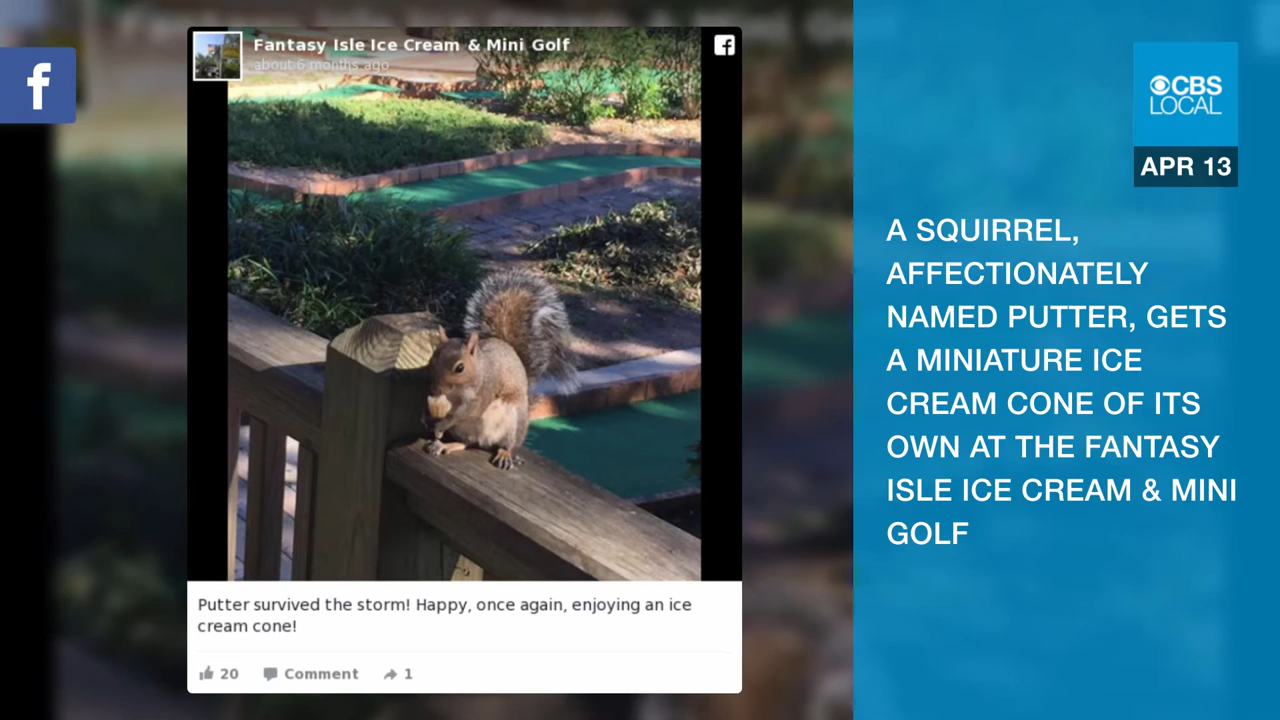 Fantasy Isle Ice Cream & Mini Golf
about 6 months ago
CBS
LOCAL
APR 13
A SQUIRREL,
AFFECTIONATELY
NAMED PUTTER, GETS
A MINIATURE ICE
CREAM CONE OF ITS
OWN AT THE FANTASY
ISLE ICE CREAM & MINI
GOLF
Putter survived the storm! Happy, once again, enjoying an ice
cream cone!
20 Comment 1